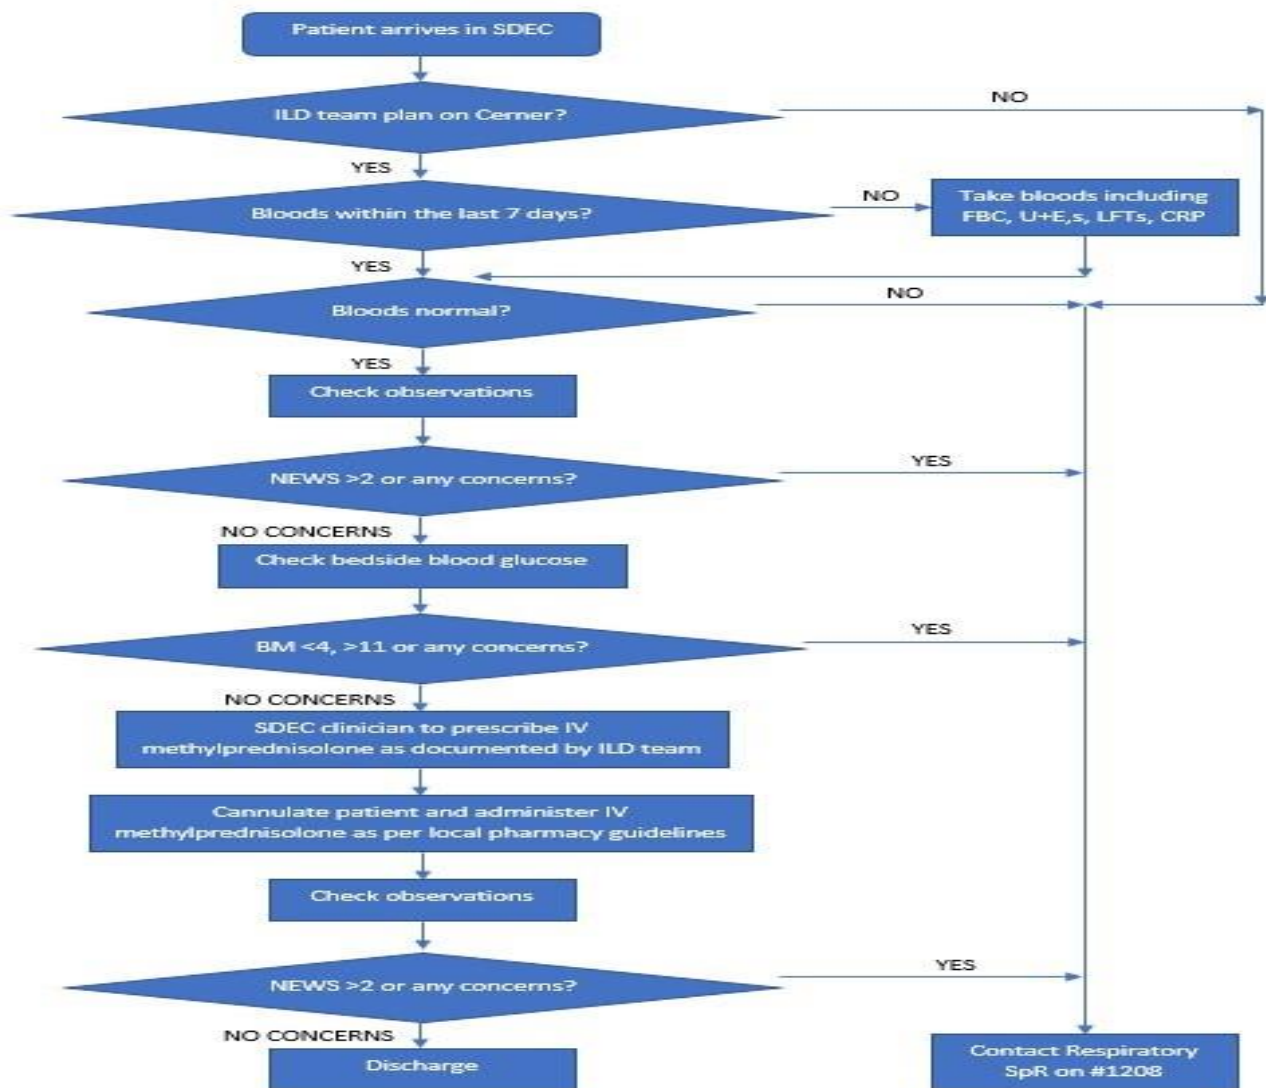 Patient arrives in SDEC
ILD team plan on Cerner?
NO
YES
Bloods within the last 7 days?
NO
Take bloods including
FBC, U+E,s, LFTs, CRP
YES
Bloods normal?
NO
YES
Check observations
NEWS >2 or any concerns?
YES
NO CONCERNS
Check bedside blood glucose
BM <4, >11 or any concerns?
YES
NO CONCERNS
SDEC clinician to prescribe IV
methylprednisolone as documented by ILD team
Cannulate patient and administer IV
methylprednisolone as per local pharmacy guidelines
Check observations
NEWS >2 or any concerns?
YES
NO CONCERNS
Discharge
Contact Respiratory
SpR on #1208